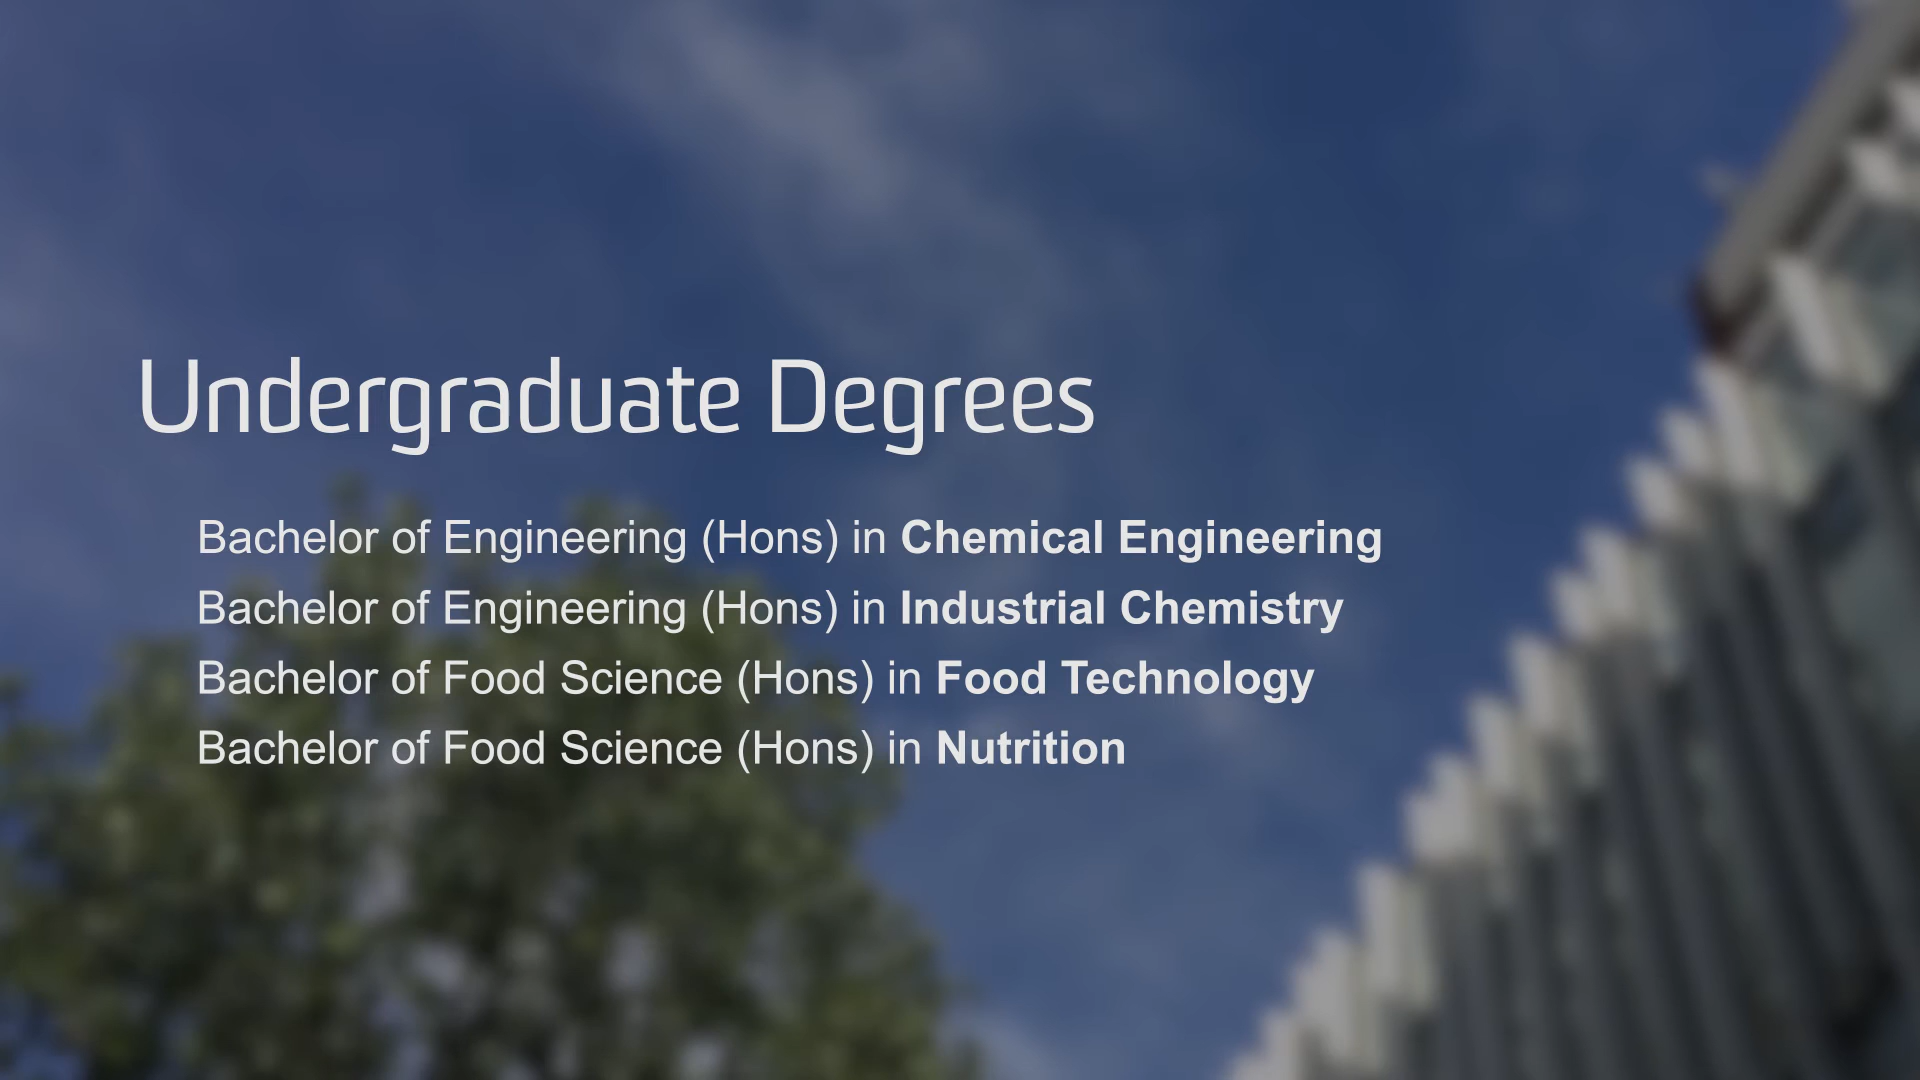 Undergraduate Degrees
Bachelor of Engineering (Hons) in Chemical Engineering
Bachelor of Engineering (Hons) in Industrial Chemistry
Bachelor of Food Science (Hons) in Food Technology
Bachelor of Food Science (Hons) in Nutrition